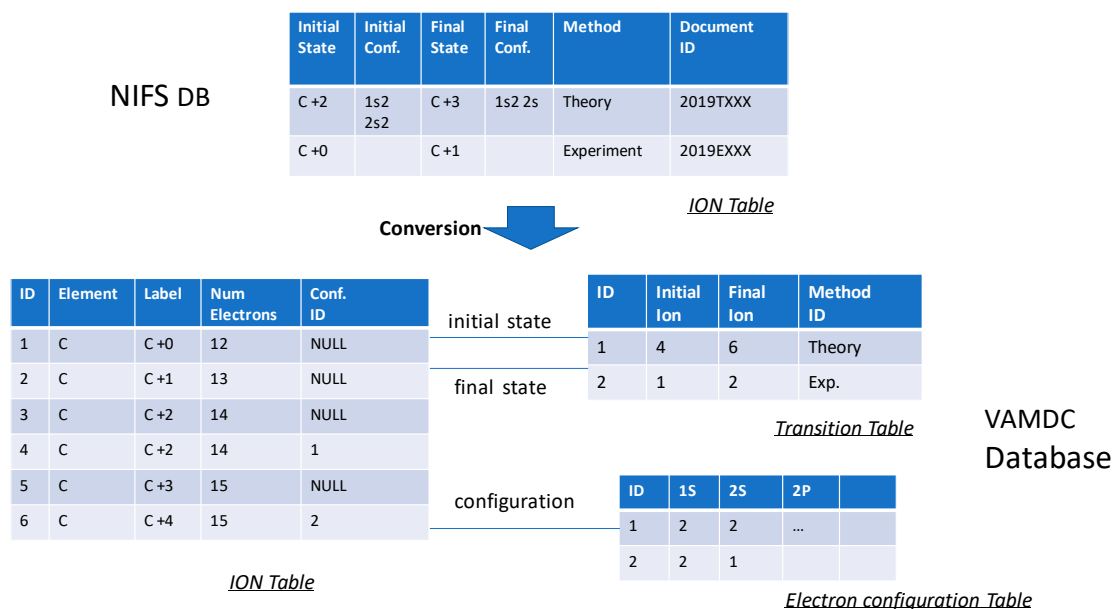 Initial State Initial Conf. Final State Final Conf. Method Document ID
C +2 1s2 2s2 C +3 1s2 2s Theory 2019TXXX
C +0 C +1 Experiment 2019EXXX
NIFS DB
ION Table
Conversion
ID Element Label Num Electrons Conf. ID
1 C C +0 12 NULL
2 C C +1 13 NULL
3 C C +2 14 NULL
4 C C +2 14 1
5 C C +3 15 NULL
6 C C +4 15 2
ION Table
initial state
final state
configuration
ID Initial Ion Final Ion Method ID
1 4 6 Theory
2 1 2 Exp.
Transition Table
VAMDC
Database
ID 1S 2S 2P
1 2 2 ...
2 2 1
Electron configuration Table